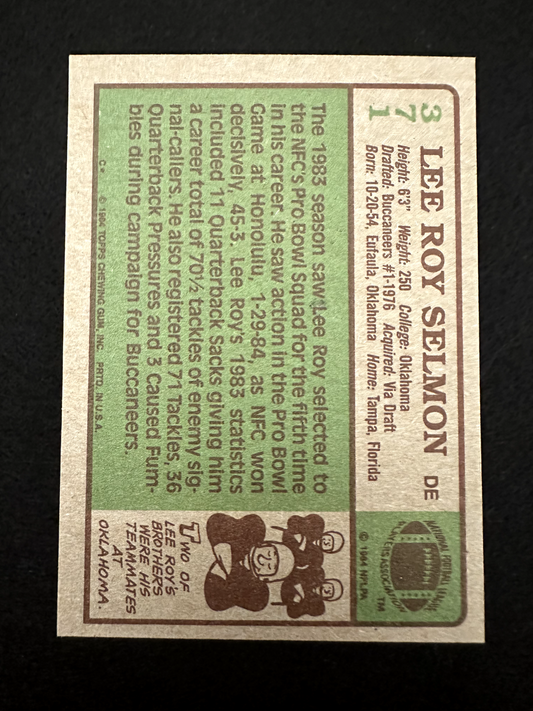 371
LEE ROY SELMON DE
Height: 6'3" Weight: 250 College: Oklahoma
Drafted: Buccaneers #1-1976 Acquired: Via Draft
Born: 10-20-54, Eufaula, Oklahoma Home: Tampa, Florida
NATIONAL FOOTBALL LEAGUE
PLAYERS ASSOCIATION
TM
© 1984 NFLPA
The 1983 season saw Lee Roy selected to
the NFC's Pro Bowl Squad for the fifth time
in his career. He saw action in the Pro Bowl
Game at Honolulu, 1-29-84, as NFC won
decisively, 45-3. Lee Roy's 1983 statistics
included 11 Quarterback Sacks giving him
a career total of 70½ tackles of enemy sig-
nal-callers. He also registered 71 Tackles, 36
Quarterback Pressures and 3 Caused Fum-
bles during campaign for Buccaneers.
TWO OF
LEE ROY'S
BROTHERS
WERE HIS
TEAMMATES
AT
OKLAHOMA.
C* © 1984 TOPPS CHEWING GUM, INC. PRTD. IN U.S.A.